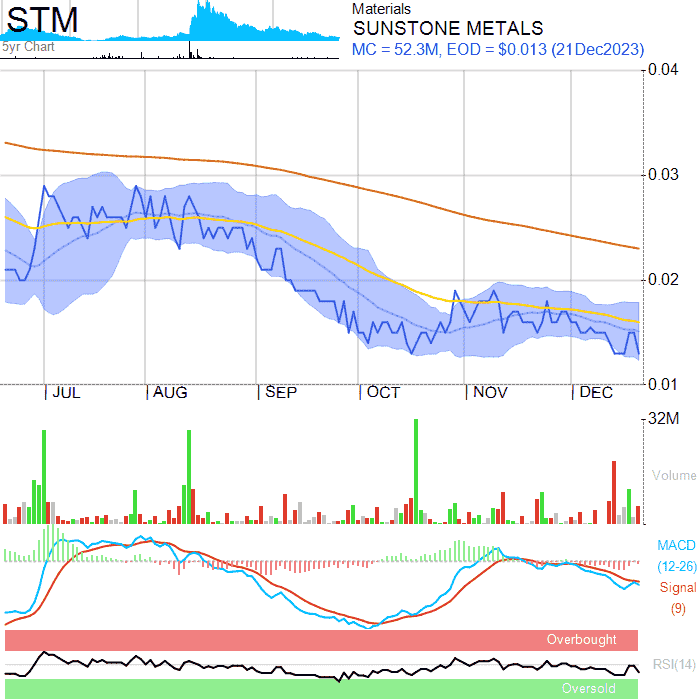 STM
5yr Chart
Materials
SUNSTONE METALS
MC = 52.3M, EOD = $0.013 (21Dec2023)
0.04
0.03
0.02
0.01
JUL AUG SEP OCT NOV DEC
32M
Volume
MACD
(12-26)
Signal
(9)
Overbought
RSI(14)
Oversold